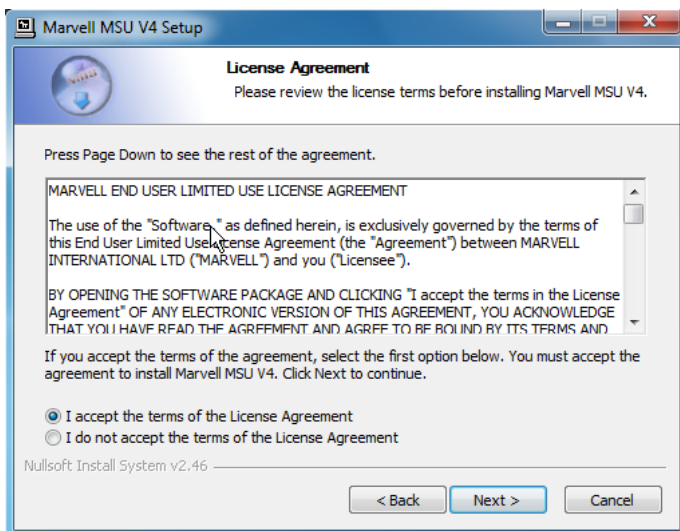 Marvell MSU V4 Setup
License Agreement
Please review the license terms before installing Marvell MSU V4.
Press Page Down to see the rest of the agreement.
MARVELL END USER LIMITED USE LICENSE AGREEMENT
The use of the "Software," as defined herein, is exclusively governed by the terms of
this End User Limited Use License Agreement (the "Agreement") between MARVELL
INTERNATIONAL LTD ("MARVELL") and you ("Licensee").
BY OPENING THE SOFTWARE PACKAGE AND CLICKING "I accept the terms in the License
Agreement" OF ANY ELECTRONIC VERSION OF THIS AGREEMENT, YOU ACKNOWLEDGE
THAT YOU HAVE READ THE AGREEMENT AND AGREE TO BE BOUND BY ITS TERMS AND
If you accept the terms of the agreement, select the first option below. You must accept the
agreement to install Marvell MSU V4. Click Next to continue.
I accept the terms of the License Agreement
I do not accept the terms of the License Agreement
Nullsoft Install System v2.46
< Back Next > Cancel